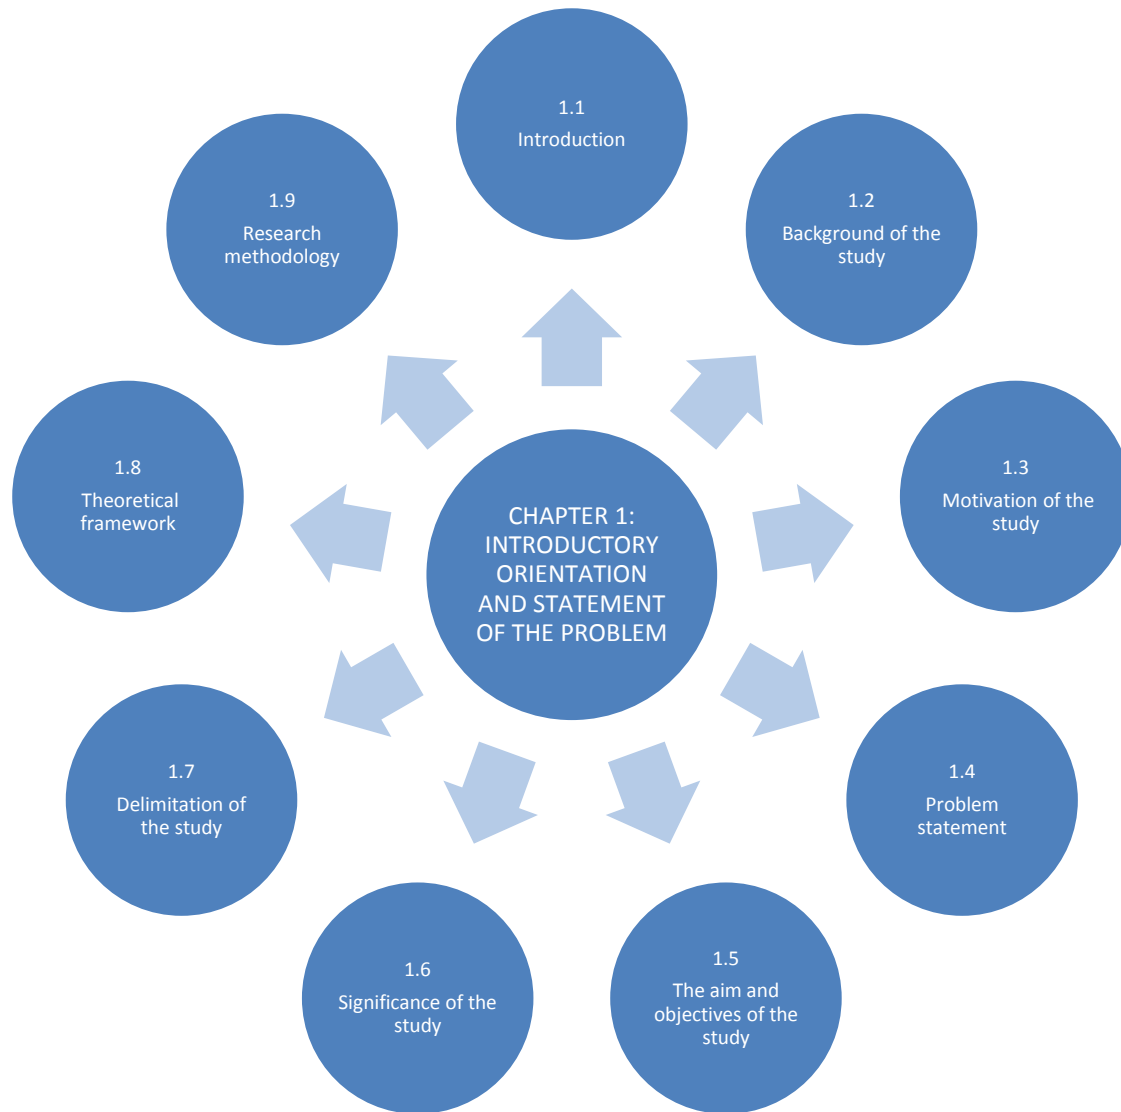 1.1
Introduction
1.2
Background of the
study
1.3
Motivation of the
study
1.4
Problem
statement
1.5
The aim and
objectives of the
study
1.6
Significance of the
study
1.7
Delimitation of
the study
1.8
Theoretical
framework
1.9
Research
methodology
CHAPTER 1:
INTRODUCTORY
ORIENTATION
AND STATEMENT
OF THE PROBLEM